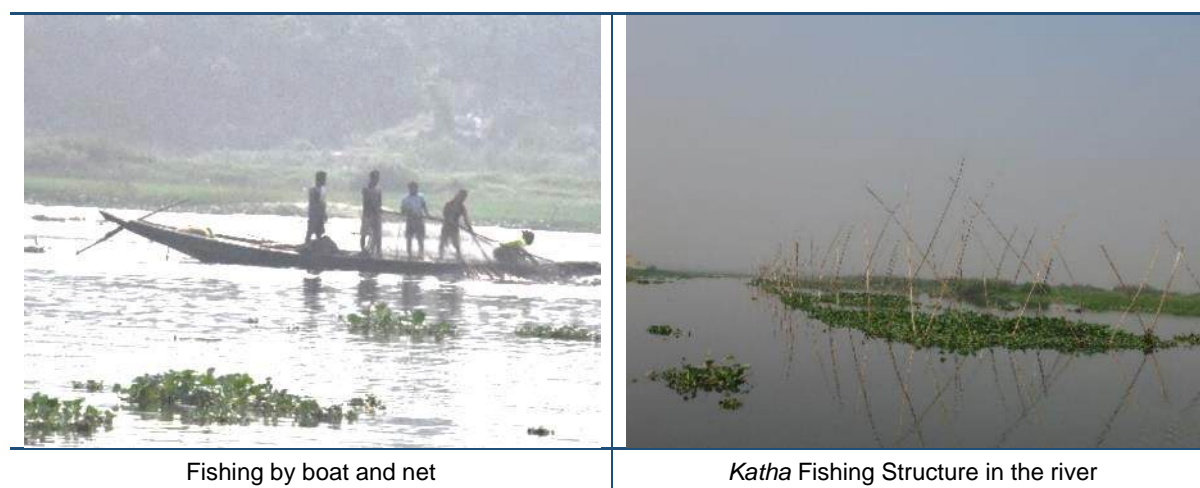 Fishing by boat and net
Katha Fishing Structure in the river